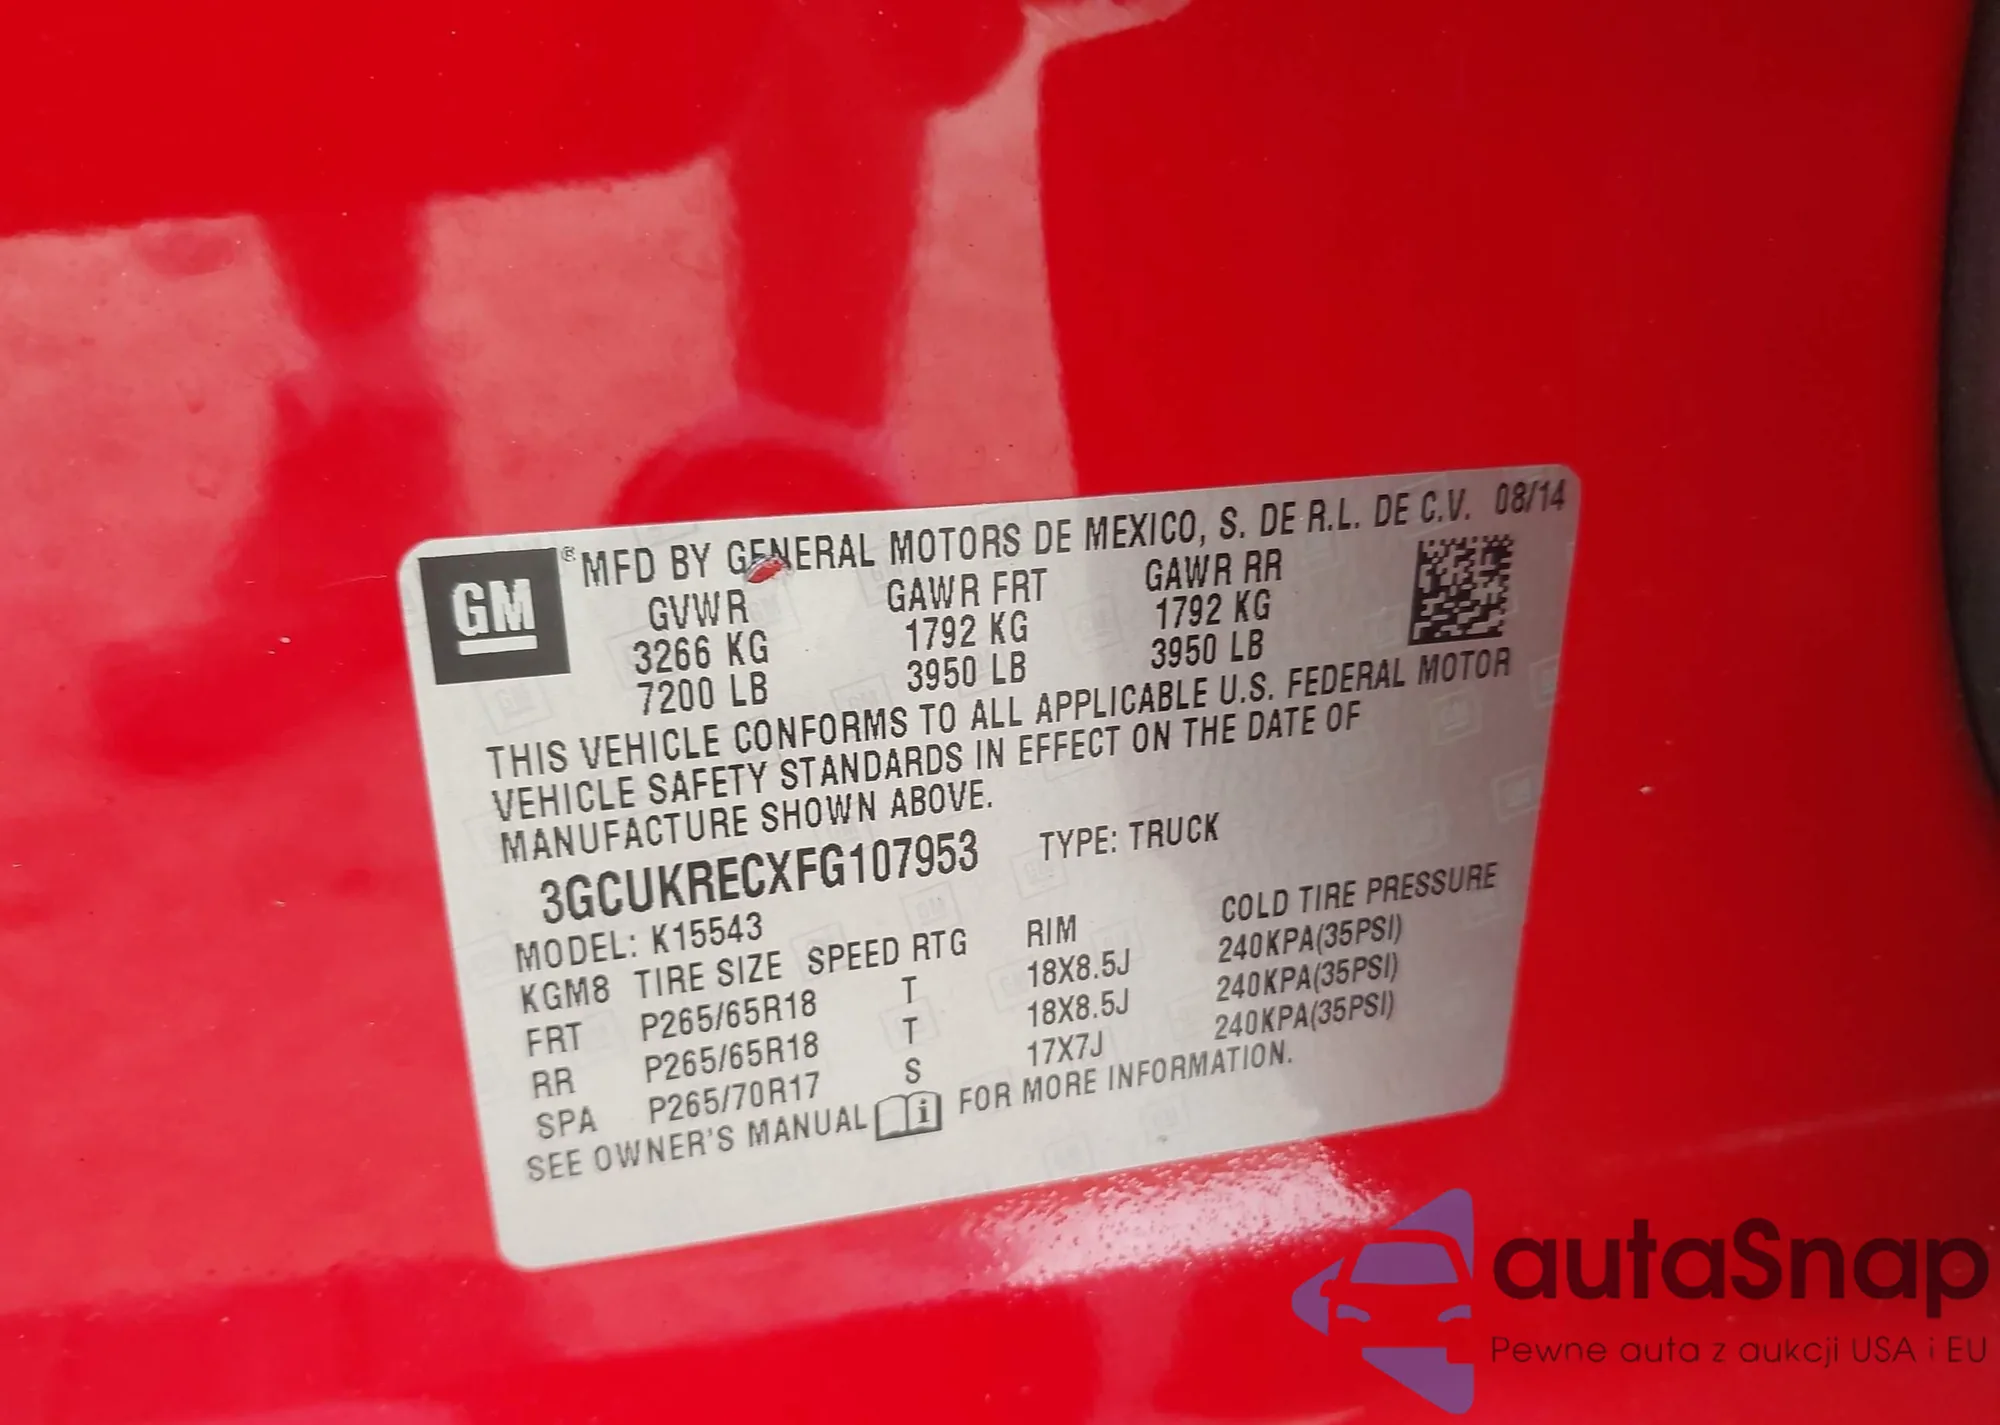 GM ® MFD BY GENERAL MOTORS DE MEXICO, S. DE R.L. DE C.V. 08/14
GVWR GAWR FRT GAWR RR
3266 KG 1792 KG 1792 KG
7200 LB 3950 LB 3950 LB
THIS VEHICLE CONFORMS TO ALL APPLICABLE U.S. FEDERAL MOTOR
VEHICLE SAFETY STANDARDS IN EFFECT ON THE DATE OF
MANUFACTURE SHOWN ABOVE.
3GCUKRECXFG107953 TYPE: TRUCK
MODEL: K15543
KGM8 TIRE SIZE SPEED RTG RIM COLD TIRE PRESSURE
FRT P265/65R18 T 18X8.5J 240KPA(35PSI)
RR P265/65R18 T 18X8.5J 240KPA(35PSI)
SPA P265/70R17 S 17X7J 240KPA(35PSI)
SEE OWNER'S MANUAL i FOR MORE INFORMATION.
autaSnap
Pewne auta z aukcji USA i EU